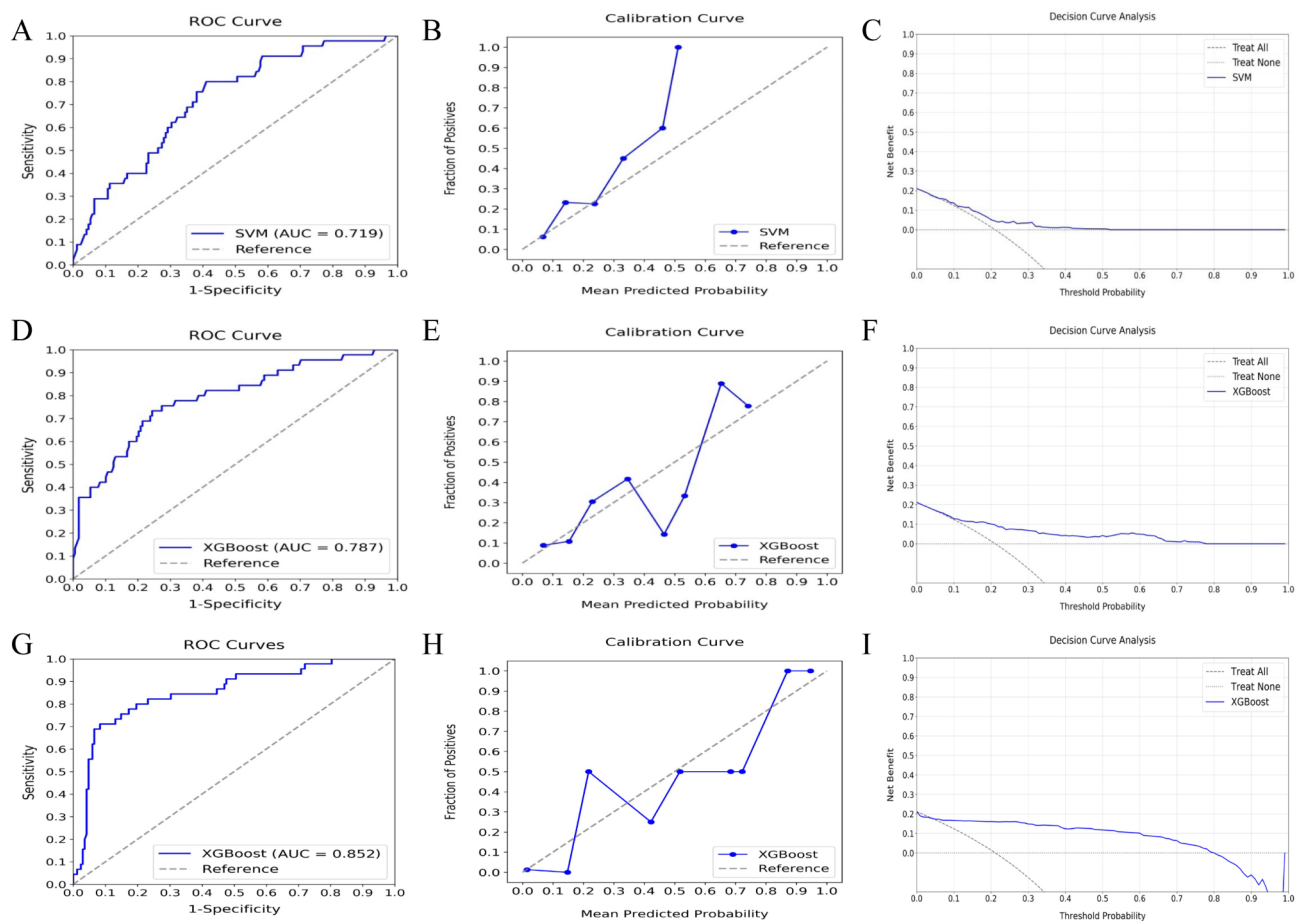 A
ROC Curve
Sensitivity
1.0
0.9
0.8
0.7
0.6
0.5
0.4
0.3
0.2
0.1
0.0
SVM (AUC = 0.719)
Reference
0.0 0.1 0.2 0.3 0.4 0.5 0.6 0.7 0.8 0.9 1.0
1-Specificity
B
Calibration Curve
Fraction of Positives
1.0
0.9
0.8
0.7
0.6
0.5
0.4
0.3
0.2
0.1
0.0
SVM
Reference
0.0 0.1 0.2 0.3 0.4 0.5 0.6 0.7 0.8 0.9 1.0
Mean Predicted Probability
C
Decision Curve Analysis
Net Benefit
1.0
0.9
0.8
0.7
0.6
0.5
0.4
0.3
0.2
0.1
0.0
Treat All
Treat None
SVM
0.0 0.1 0.2 0.3 0.4 0.5 0.6 0.7 0.8 0.9 1.0
Threshold Probability
D
ROC Curve
Sensitivity
1.0
0.9
0.8
0.7
0.6
0.5
0.4
0.3
0.2
0.1
0.0
XGBoost (AUC = 0.787)
Reference
0.0 0.1 0.2 0.3 0.4 0.5 0.6 0.7 0.8 0.9 1.0
1-Specificity
E
Calibration Curve
Fraction of Positives
1.0
0.9
0.8
0.7
0.6
0.5
0.4
0.3
0.2
0.1
0.0
XGBoost
Reference
0.0 0.1 0.2 0.3 0.4 0.5 0.6 0.7 0.8 0.9 1.0
Mean Predicted Probability
F
Decision Curve Analysis
Net Benefit
1.0
0.9
0.8
0.7
0.6
0.5
0.4
0.3
0.2
0.1
0.0
Treat All
Treat None
XGBoost
0.0 0.1 0.2 0.3 0.4 0.5 0.6 0.7 0.8 0.9 1.0
Threshold Probability
G
ROC Curves
Sensitivity
1.0
0.9
0.8
0.7
0.6
0.5
0.4
0.3
0.2
0.1
0.0
XGBoost (AUC = 0.852)
Reference
0.0 0.1 0.2 0.3 0.4 0.5 0.6 0.7 0.8 0.9 1.0
1-Specificity
H
Calibration Curve
Fraction of Positives
1.0
0.9
0.8
0.7
0.6
0.5
0.4
0.3
0.2
0.1
0.0
XGBoost
Reference
0.0 0.1 0.2 0.3 0.4 0.5 0.6 0.7 0.8 0.9 1.0
Mean Predicted Probability
I
Decision Curve Analysis
Net Benefit
1.0
0.9
0.8
0.7
0.6
0.5
0.4
0.3
0.2
0.1
0.0
Treat All
Treat None
XGBoost
0.0 0.1 0.2 0.3 0.4 0.5 0.6 0.7 0.8 0.9 1.0
Threshold Probability